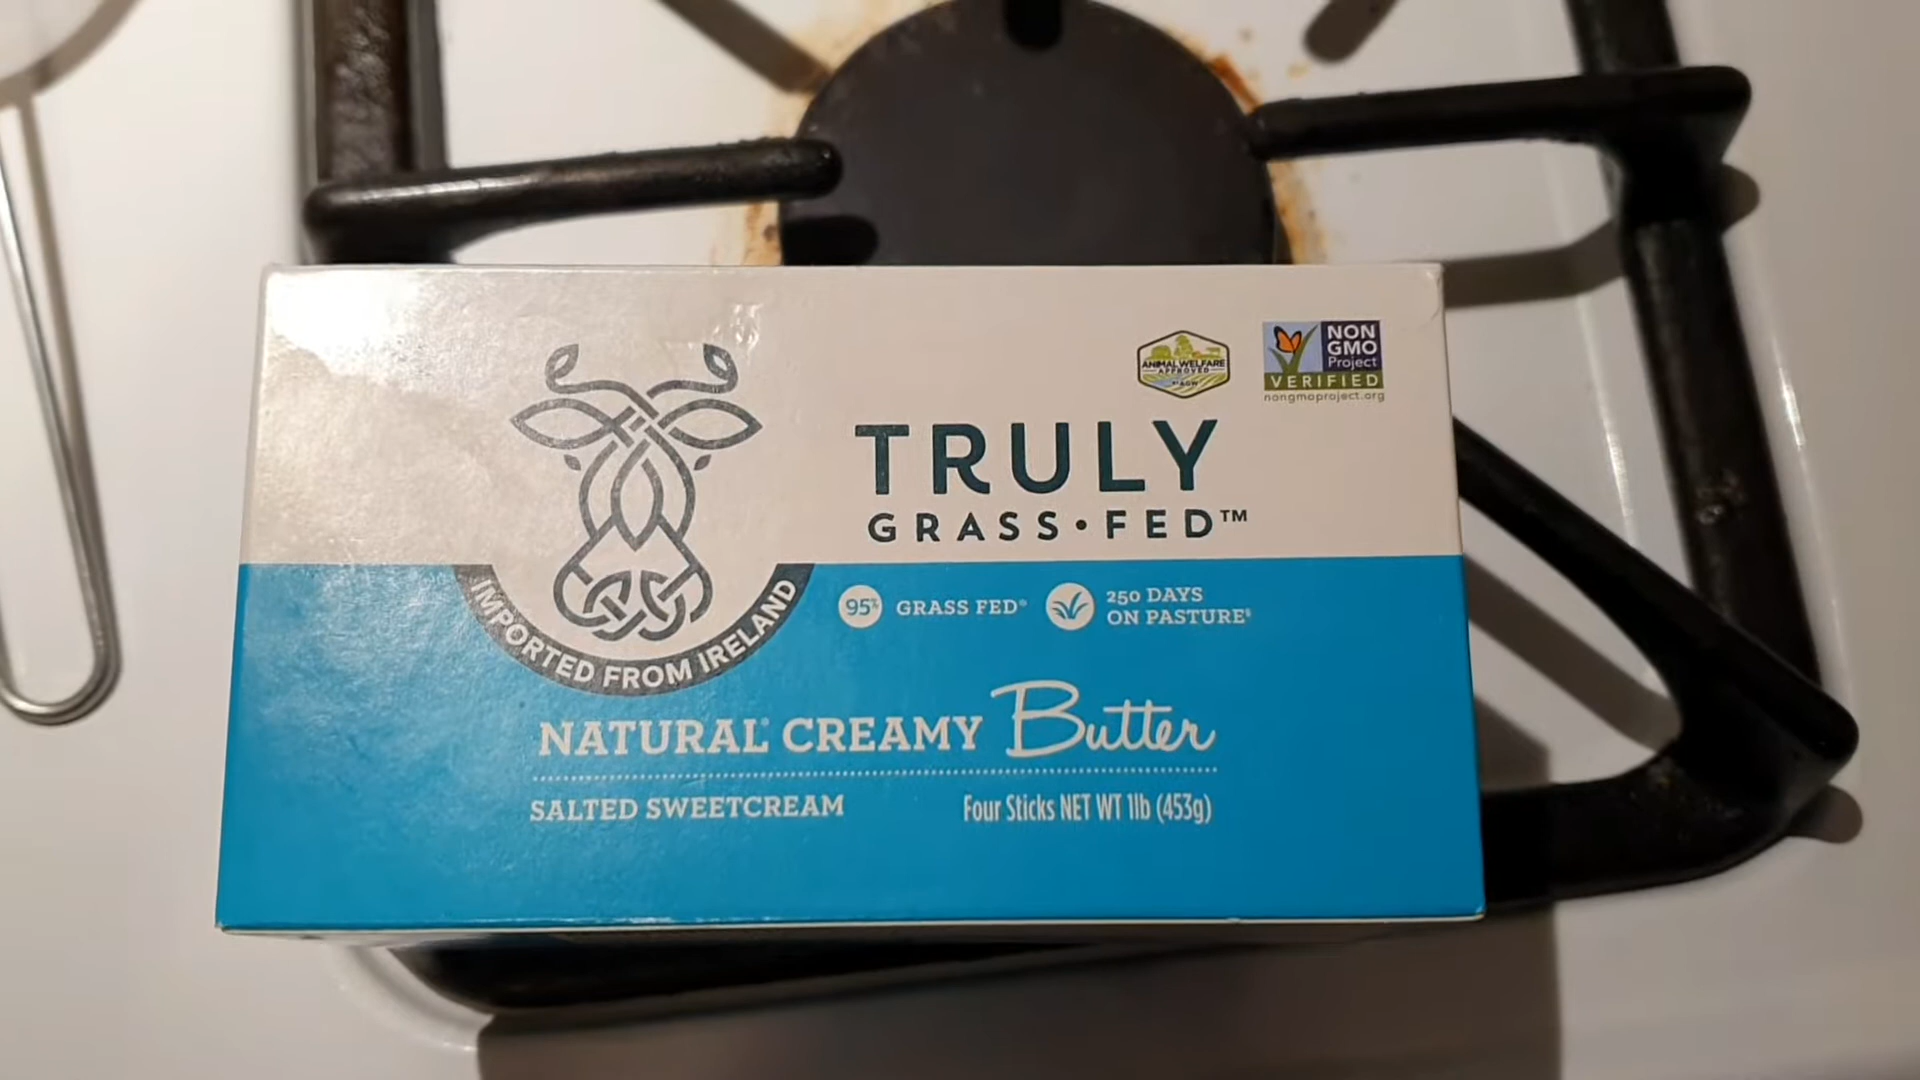 ANIMAL WELFARE
APPROVED
NON
GMO
Project
VERIFIED
nongmoproject.org
TRULY
GRASS·FED™
IMPORTED FROM IRELAND
95% GRASS FED
250 DAYS
ON PASTURE
NATURAL CREAMY Butter
SALTED SWEETCREAM
Four Sticks NET WT 1lb (453g)